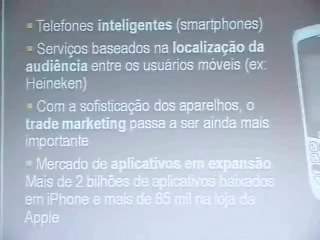 Telefones inteligentes (smartphones)
Serviços baseados na localização da
audiência entre os usuários móveis (ex:
Heineken)
Com a sofisticação dos aparelhos, o
trade marketing passa a ser ainda mais
importante
Mercado de aplicativos em expansão
Mais de 2 bilhões de aplicativos baixados
em iPhone e mais de 85 mil na loja da
Apple